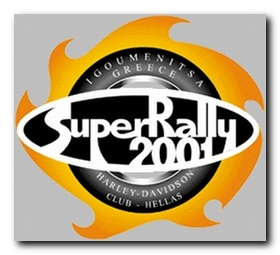 IGOUMENITSA
GREECE
SuperRally
2001
HARLEY-DAVIDSON
CLUB - HELLAS